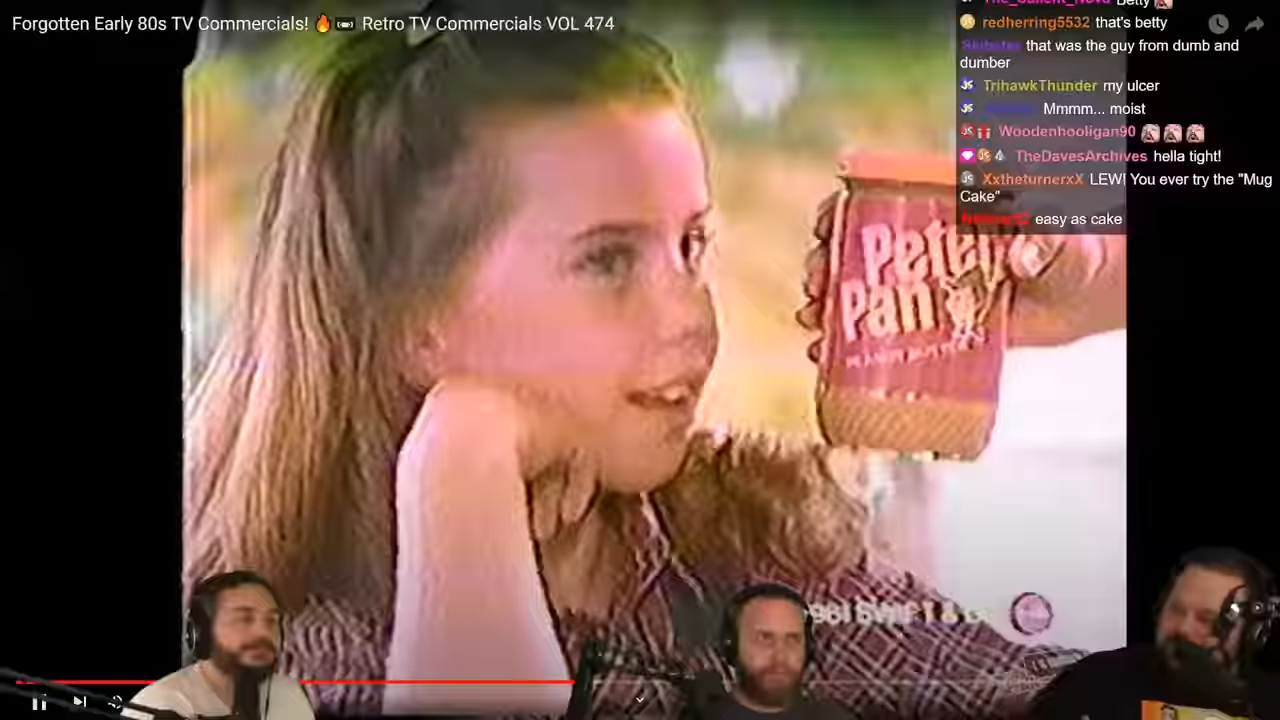 Forgotten Early 80s TV Commercials! 🔥📼 Retro TV Commercials VOL 474
Betty
redherring5532 that's betty
that was the guy from dumb and
dumber
TrihawkThunder my ulcer
Mmmm... moist
Woodenhooligan90
TheDavesArchives hella tight!
XxtheturnerxX LEW! You ever try the "Mug
Cake"
easy as cake
Peter
Pan